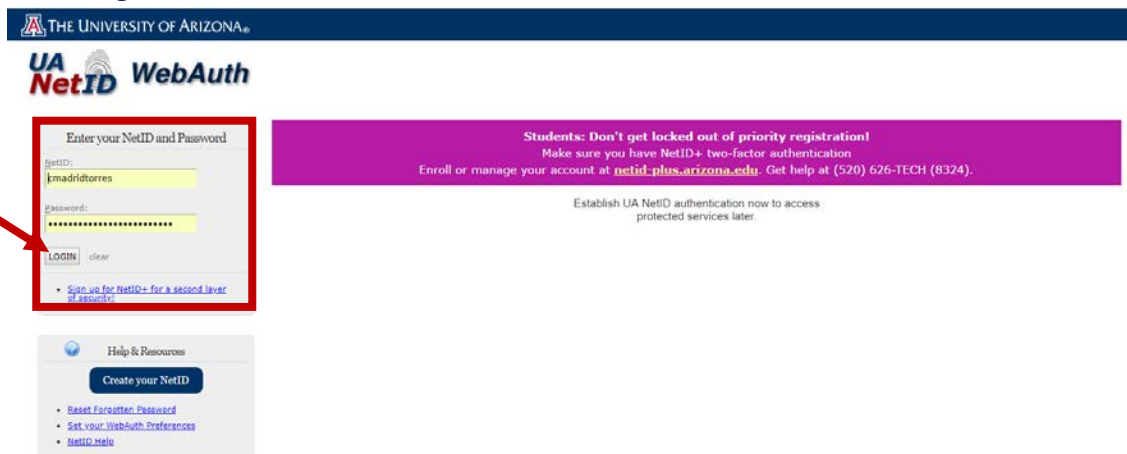 THE UNIVERSITY OF ARIZONA®
UA
NetID WebAuth
Enter your NetID and Password
NetID:
cmadridtorres
Password:
LOGIN clear
• Sign up for NetID+ for a second layer
of security!
Students: Don't get locked out of priority registration!
Make sure you have NetID+ two-factor authentication
Enroll or manage your account at netid-plus.arizona.edu. Get help at (520) 626-TECH (8324).
Establish UA NetID authentication now to access
protected services later.
Help & Resources
Create your NetID
• Reset Forgotten Password
• Set your WebAuth Preferences
• NetID Help